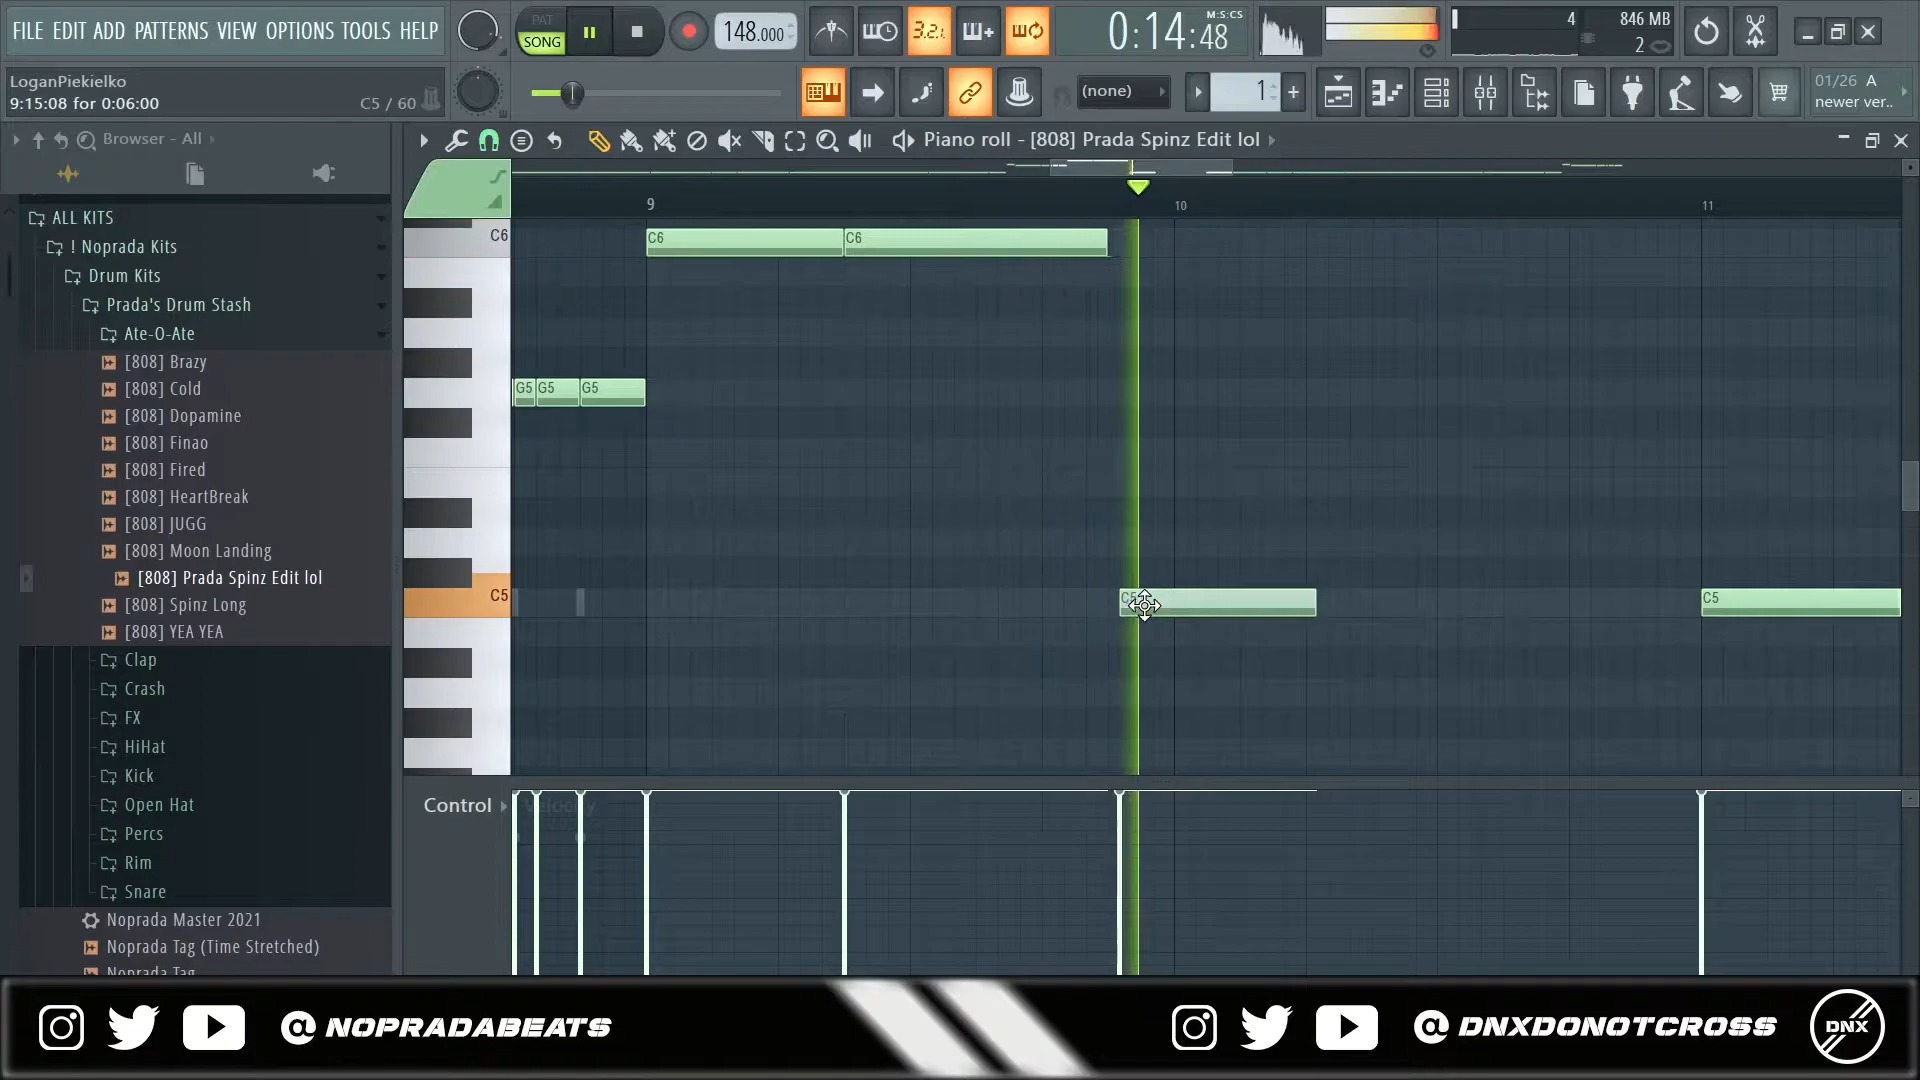 FILE EDIT ADD PATTERNS VIEW OPTIONS TOOLS HELP
PAT
SONG
148.000
3.2.1
0:14:48
M:S:CS
4
846 MB
2
LoganPiekielko
9:15:08 for 0:06:00
C5 / 60
(none)
1
01/26 A
newer ver..
Browser - All
Piano roll - [808] Prada Spinz Edit lol
ALL KITS
! Noprada Kits
Drum Kits
Prada's Drum Stash
Ate-O-Ate
[808] Brazy
[808] Cold
[808] Dopamine
[808] Finao
[808] Fired
[808] HeartBreak
[808] JUGG
[808] Moon Landing
[808] Prada Spinz Edit lol
[808] Spinz Long
[808] YEA YEA
Clap
Crash
FX
HiHat
Kick
Open Hat
Percs
Rim
Snare
Noprada Master 2021
Noprada Tag (Time Stretched)
Noprada Tag
9
10
11
C6
C6
C6
G5
G5
G5
C5
C5
C5
Control
Velocity
@ NOPRADABEATS
@ DNXDONOTCROSS
DNX